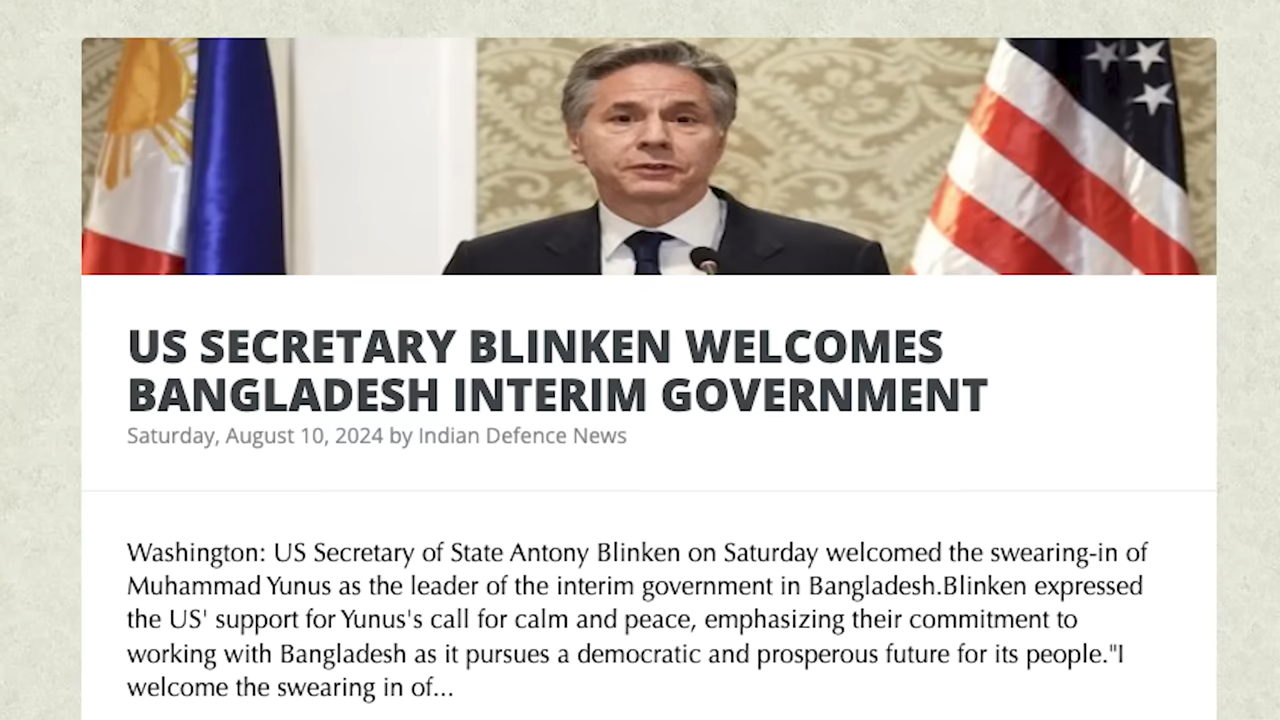 US SECRETARY BLINKEN WELCOMES
BANGLADESH INTERIM GOVERNMENT
Saturday, August 10, 2024 by Indian Defence News
Washington: US Secretary of State Antony Blinken on Saturday welcomed the swearing-in of
Muhammad Yunus as the leader of the interim government in Bangladesh.Blinken expressed
the US' support for Yunus's call for calm and peace, emphasizing their commitment to
working with Bangladesh as it pursues a democratic and prosperous future for its people."I
welcome the swearing in of...